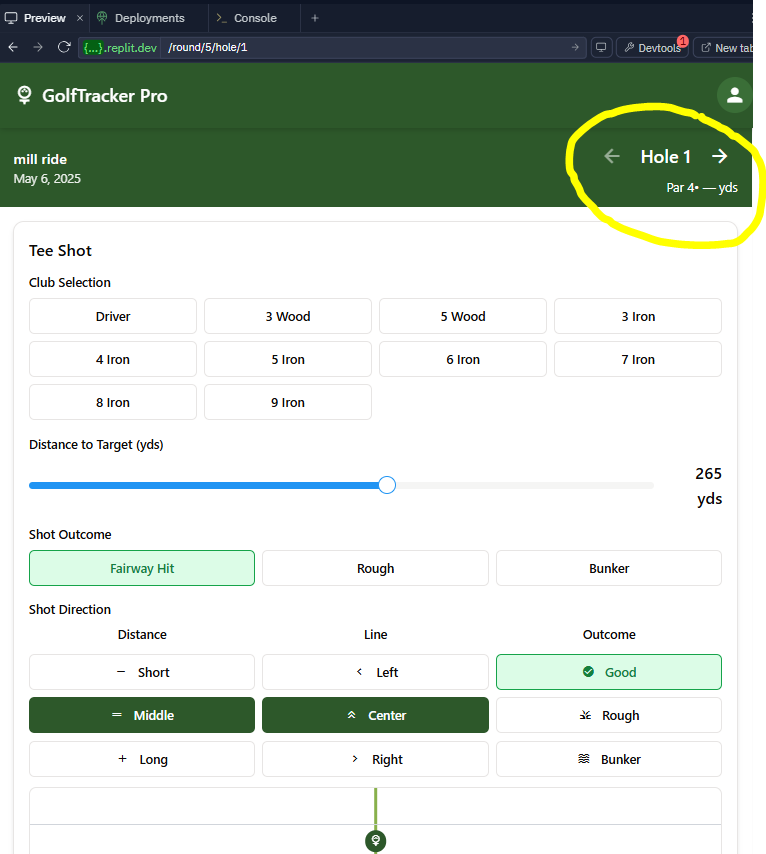 Preview × Deployments Console +
{...}.replit.dev /round/5/hole/1 Devtools 1 New tab
GolfTracker Pro
mill ride
May 6, 2025
Hole 1
Par 4• — yds
Tee Shot
Club Selection
Driver 3 Wood 5 Wood 3 Iron
4 Iron 5 Iron 6 Iron 7 Iron
8 Iron 9 Iron
Distance to Target (yds)
265
yds
Shot Outcome
Fairway Hit Rough Bunker
Shot Direction
Distance Line Outcome
Short Left Good
Middle Center Rough
Long Right Bunker